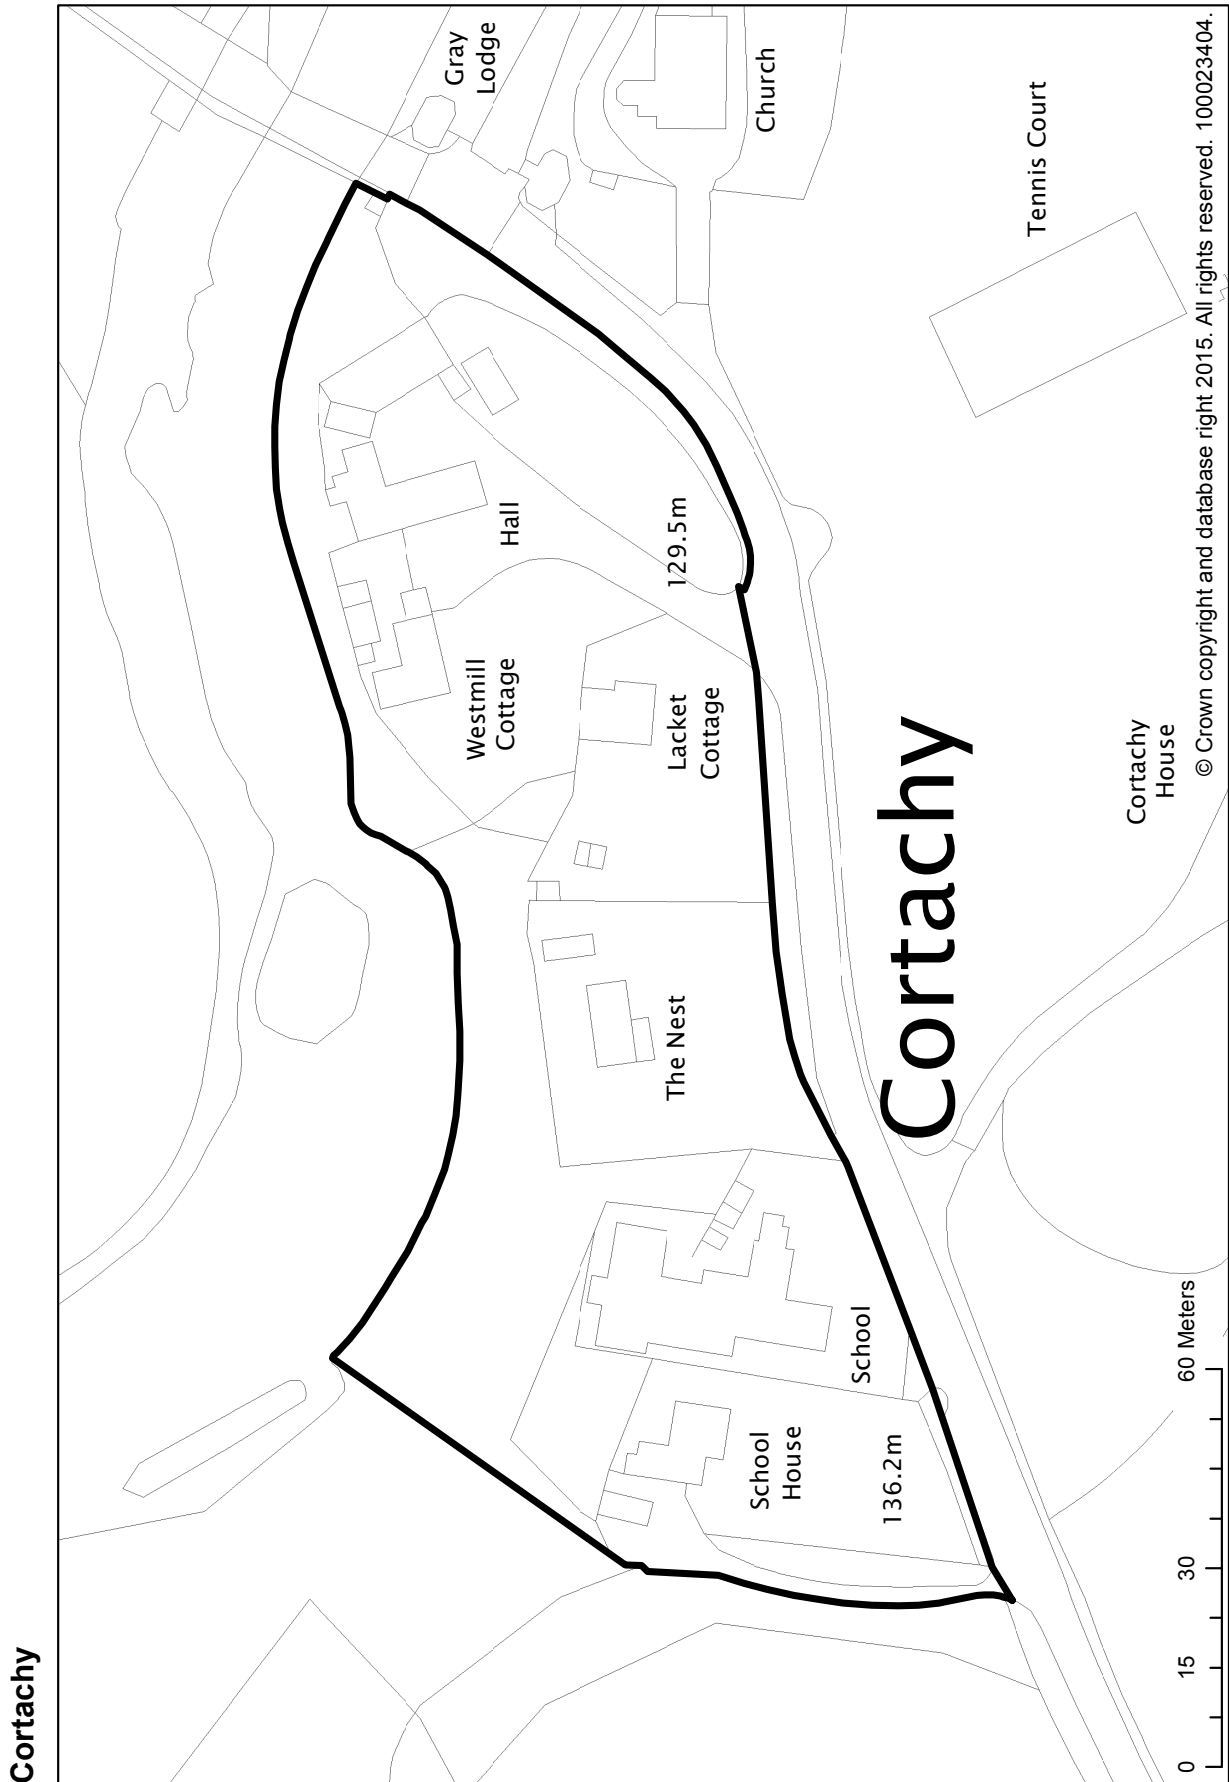 Cortachy
Gray
Lodge
Church
Tennis Court
Hall
129.5m
Westmill
Cottage
Lacket
Cottage
Cortachy
Cortachy
House
The Nest
School
School
House
136.2m
0 15 30 60 Meters
© Crown copyright and database right 2015. All rights reserved. 100023404.